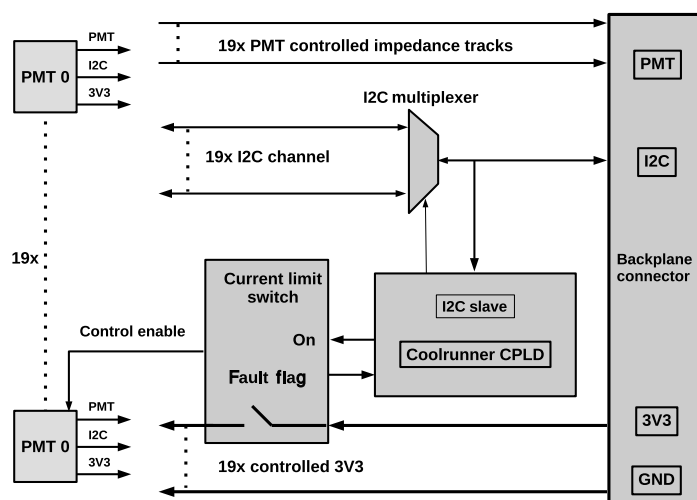 PMT 0
PMT
I2C
3V3
19x PMT controlled impedance tracks
PMT
I2C multiplexer
19x I2C channel
I2C
19x
Backplane
connector
Current limit
switch
On
Fault flag
I2C slave
Coolrunner CPLD
Control enable
PMT 0
PMT
I2C
3V3
19x controlled 3V3
3V3
GND